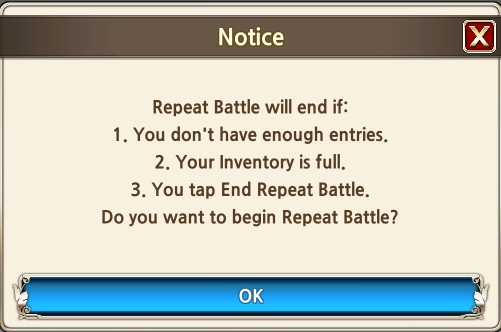 Notice
X
Repeat Battle will end if:
1. You don't have enough entries.
2. Your Inventory is full.
3. You tap End Repeat Battle.
Do you want to begin Repeat Battle?
OK